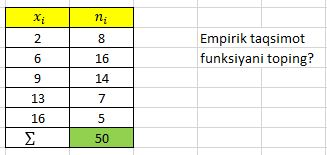 xᵢ nᵢ
2 8
6 16
9 14
13 7
16 5
∑ 50
Empirik taqsimot
funksiyani toping?